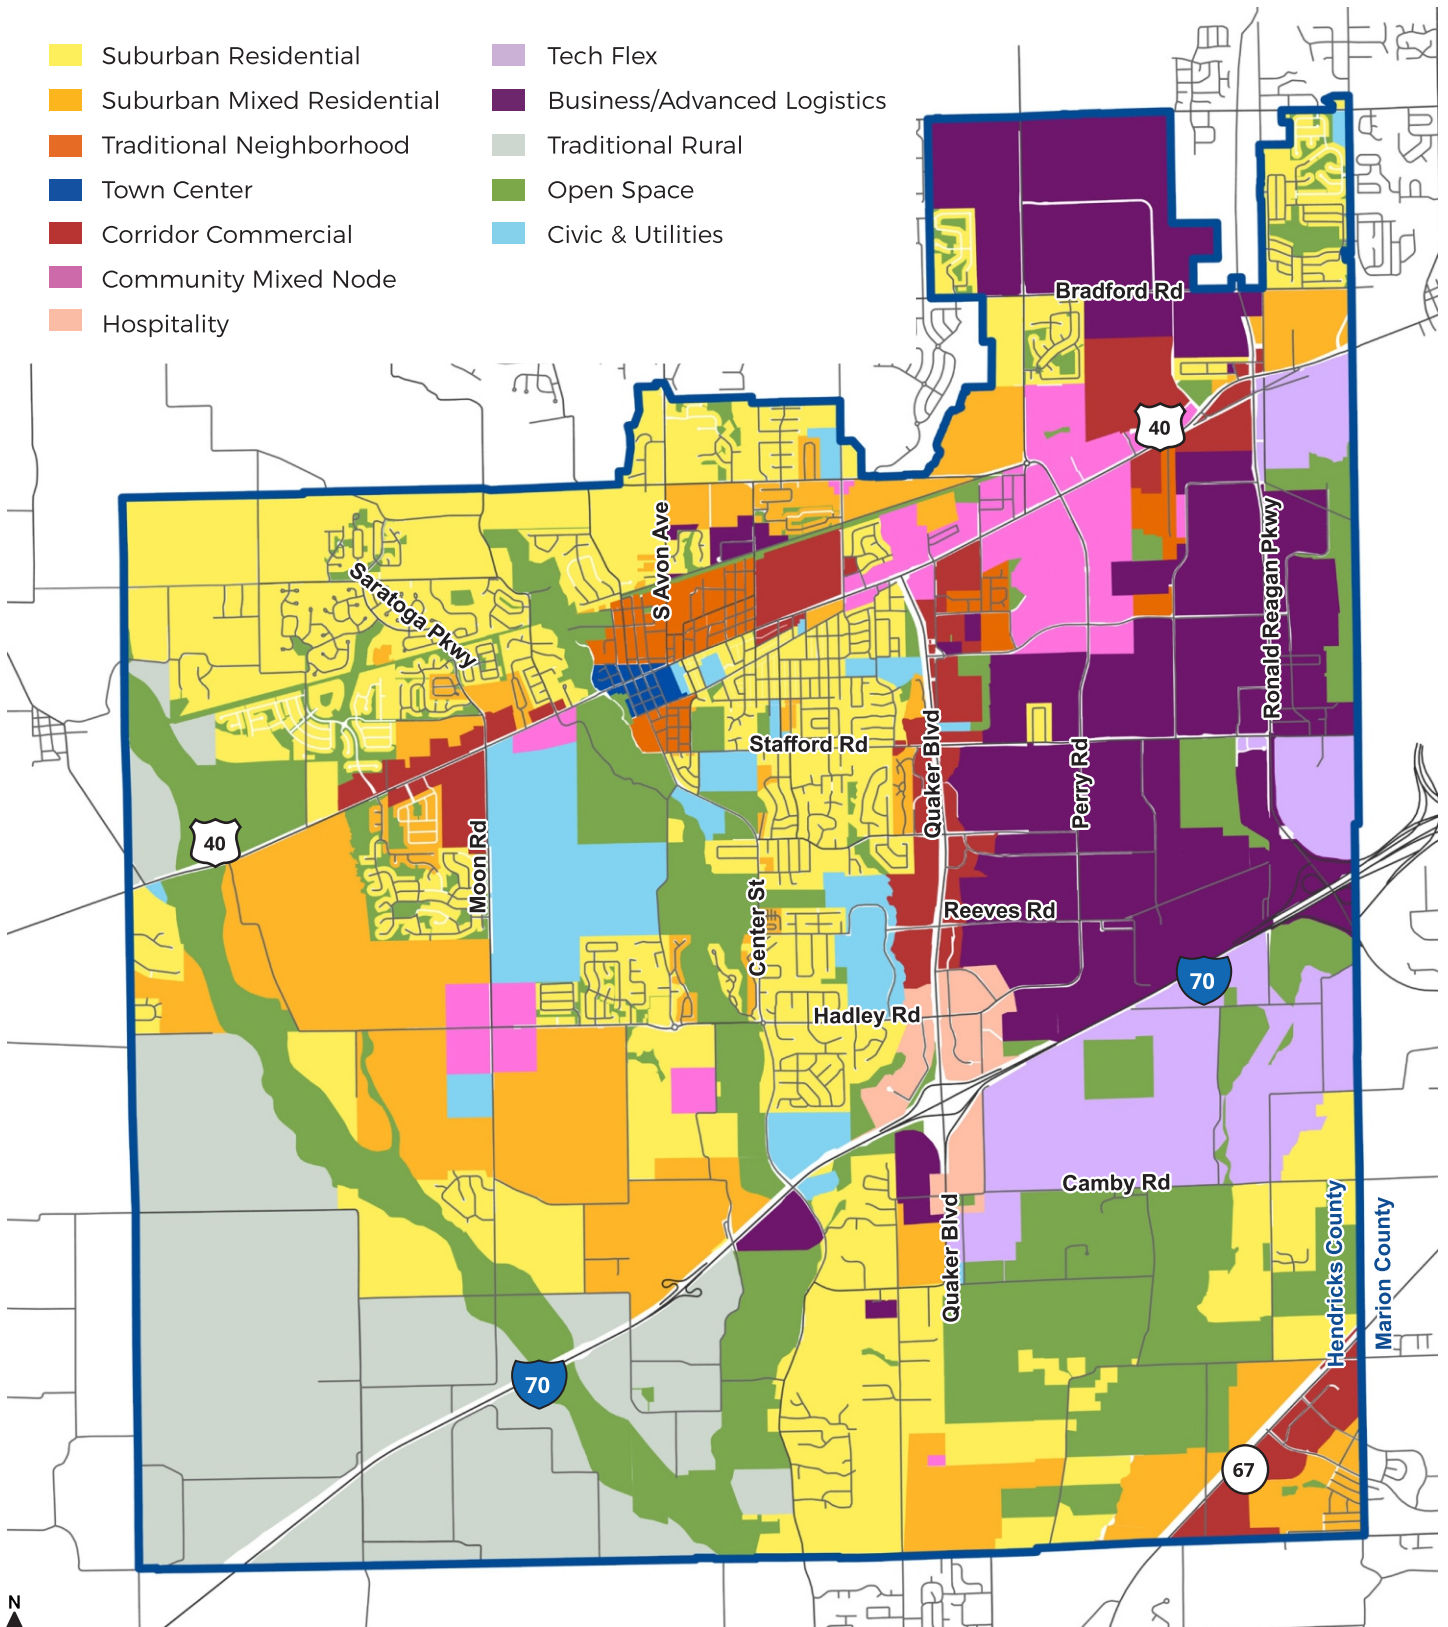 Suburban Residential
Suburban Mixed Residential
Traditional Neighborhood
Town Center
Corridor Commercial
Community Mixed Node
Hospitality
Tech Flex
Business/Advanced Logistics
Traditional Rural
Open Space
Civic & Utilities
Bradford Rd
40
S Avon Ave
Ronald Reagan Pkwy
Saratoga Pkwy
Stafford Rd
Quaker Blvd
Perry Rd
40
Moon Rd
Center St
Reeves Rd
70
Hadley Rd
Camby Rd
Quaker Blvd
Hendricks County
Marion County
70
67
N